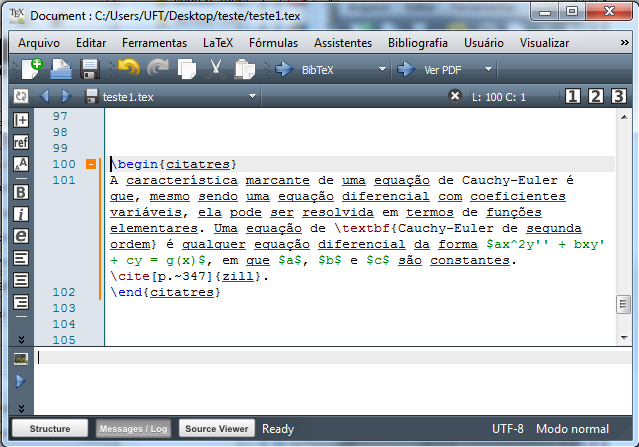 TEX Document : C:/Users/UFT/Desktop/teste/teste1.tex
Arquivo Editar Ferramentas LaTeX Fórmulas Assistentes Bibliografia Usuário Visualizar »
BibTeX Ver PDF
teste1.tex L: 100 C: 1 1 2 3
97
98
99
100 \begin{citatres}
101 A característica marcante de uma equação de Cauchy-Euler é
que, mesmo sendo uma equação diferencial com coeficientes
variáveis, ela pode ser resolvida em termos de funções
elementares. Uma equação de \textbf{Cauchy-Euler de segunda
ordem} é qualquer equação diferencial da forma $ax^2y'' + bxy'
+ cy = g(x)$, em que $a$, $b$ e $c$ são constantes.
\cite[p.~347]{zill}.
102 \end{citatres}
103
104
105
ref
AA
B
i
e
Structure Messages / Log Source Viewer Ready UTF-8 Modo normal